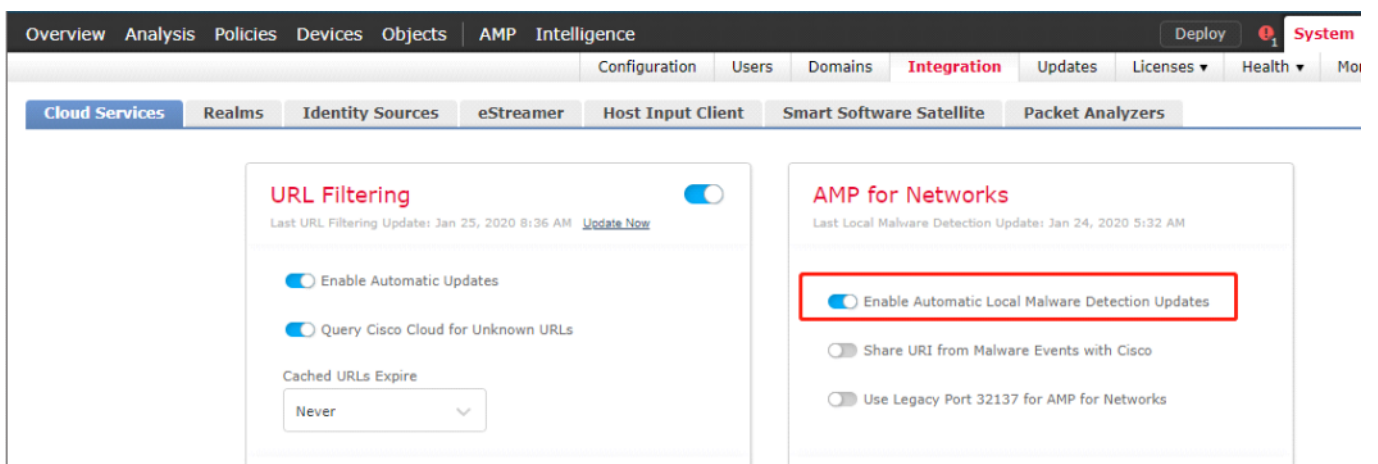 Overview Analysis Policies Devices Objects AMP Intelligence Deploy 1 System
Configuration Users Domains Integration Updates Licenses Health
Cloud Services Realms Identity Sources eStreamer Host Input Client Smart Software Satellite Packet Analyzers
URL Filtering
Last URL Filtering Update: Jan 25, 2020 8:36 AM Update Now
Enable Automatic Updates
Query Cisco Cloud for Unknown URLs
Cached URLs Expire
Never
AMP for Networks
Last Local Malware Detection Update: Jan 24, 2020 5:32 AM
Enable Automatic Local Malware Detection Updates
Share URI from Malware Events with Cisco
Use Legacy Port 32137 for AMP for Networks